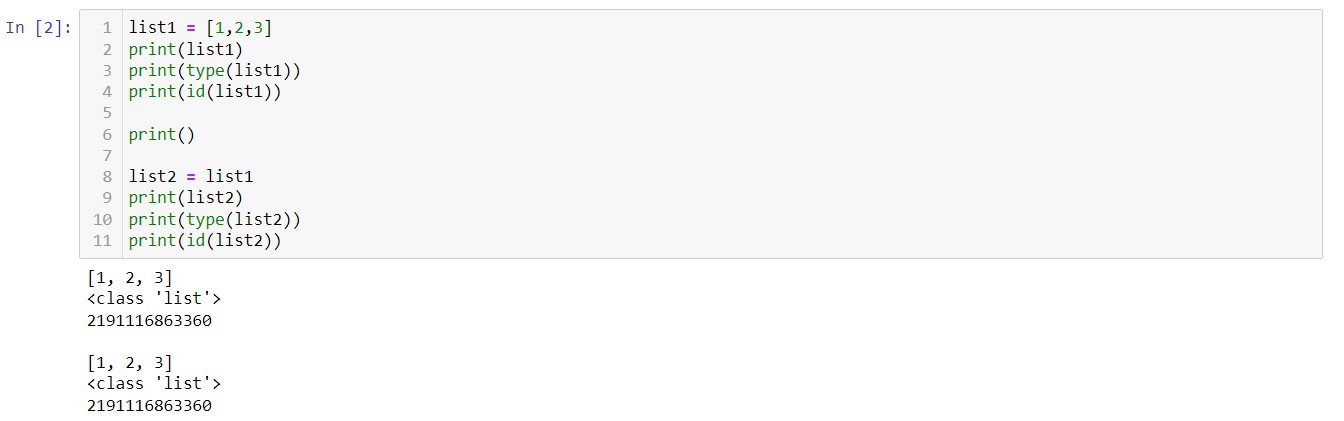 In [2]:
1 list1 = [1,2,3]
2 print(list1)
3 print(type(list1))
4 print(id(list1))
5
6 print()
7
8 list2 = list1
9 print(list2)
10 print(type(list2))
11 print(id(list2))
[1, 2, 3]
<class 'list'>
2191116863360

[1, 2, 3]
<class 'list'>
2191116863360